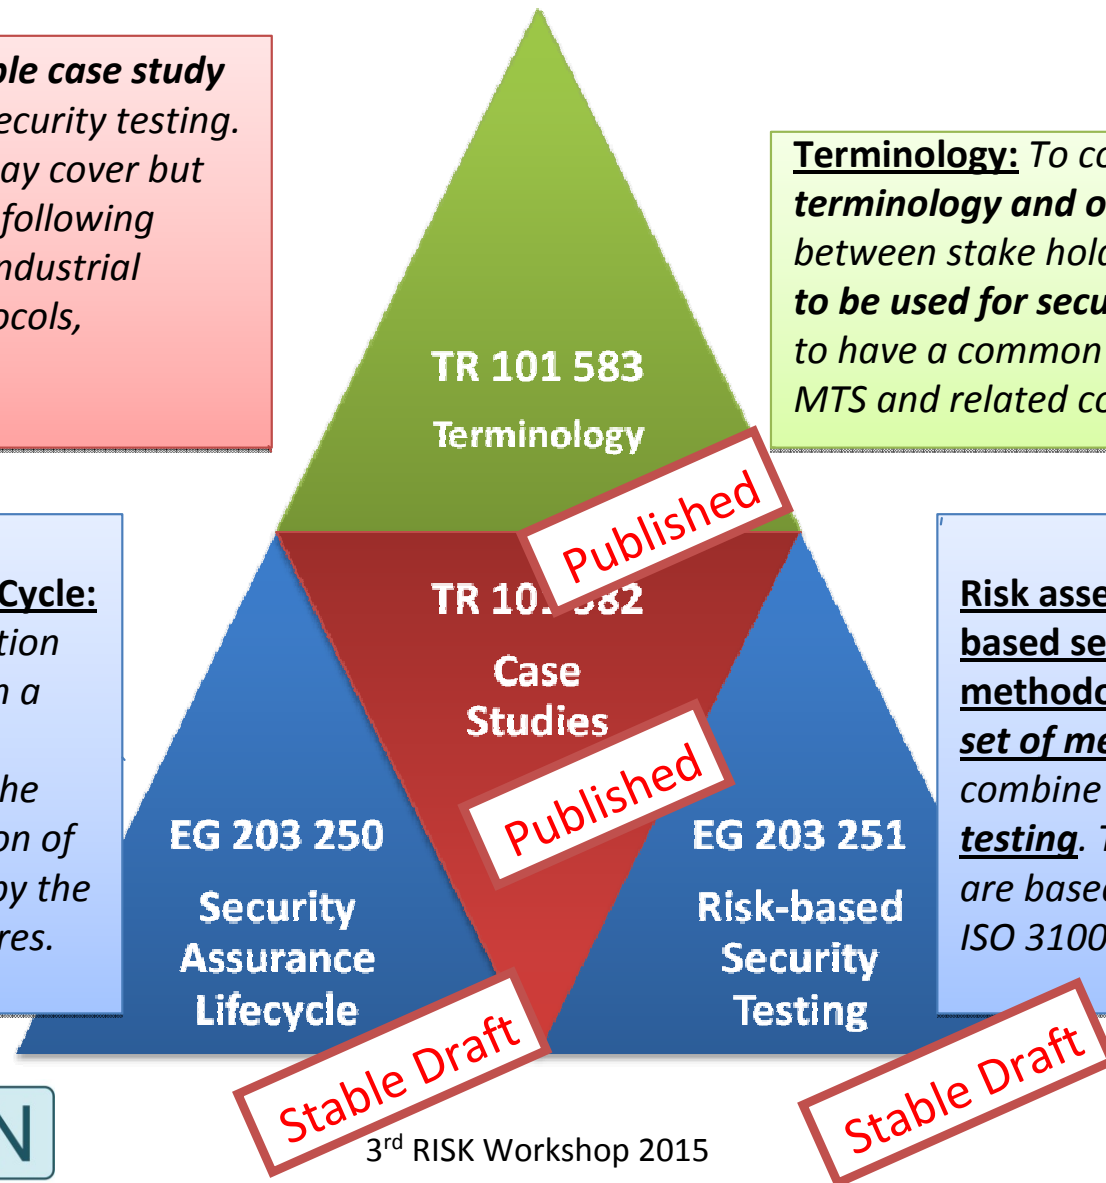 ple case study
ecurity testing.
ay cover but
following
ndustrial
ocols,
Terminology: To co
terminology and o
between stake hold
to be used for secu
to have a common
MTS and related co
TR 101 583
Terminology
Published
TR 101 582
Case
Studies
Published
Cycle:
tion
n a
he
on of
by the
res.
EG 203 250
Security
Assurance
Lifecycle
Stable Draft
EG 203 251
Risk-based
Security
Testing
Stable Draft
Risk asse
based se
methodo
set of me
combine
testing. T
are based
ISO 3100
N
3rd RISK Workshop 2015